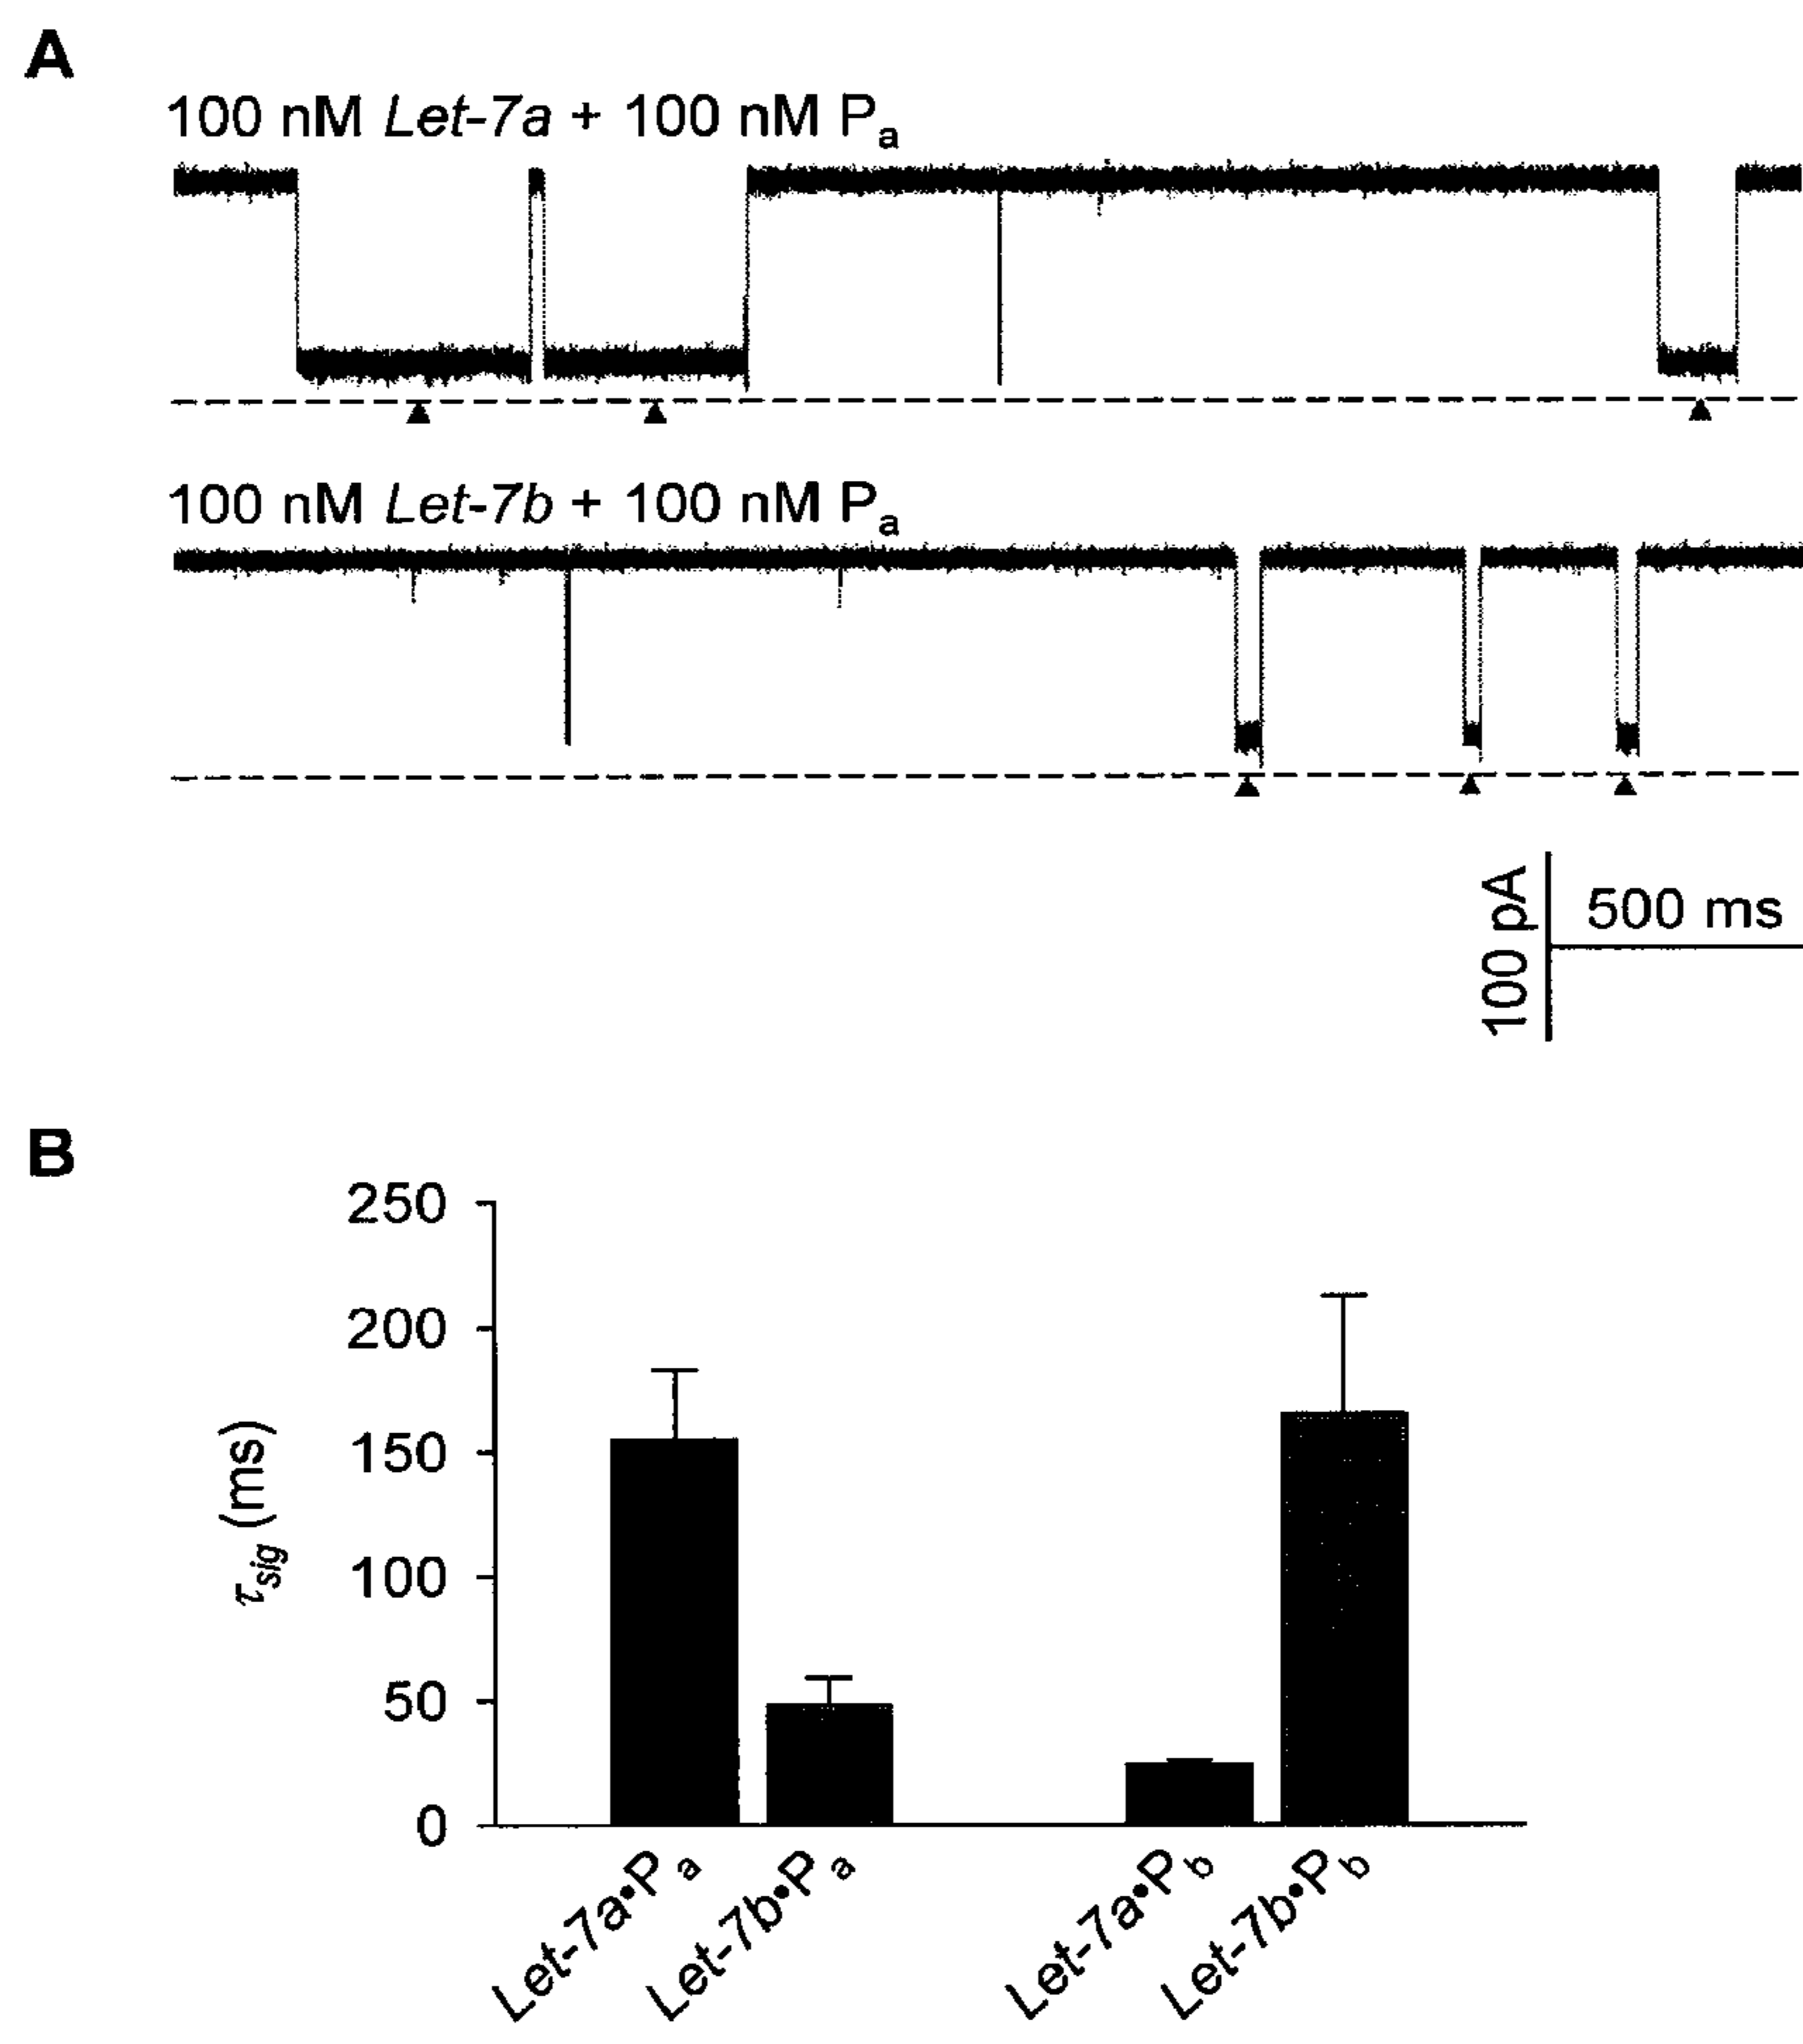 A
100 nM Let-7a + 100 nM Pa
100 nM Let-7b + 100 nM Pa
100 pA
500 ms
B
250
200
150
100
50
0
τsig (ms)
Let-7a•Pa
Let-7b•Pa
Let-7a•Pb
Let-7b•Pb